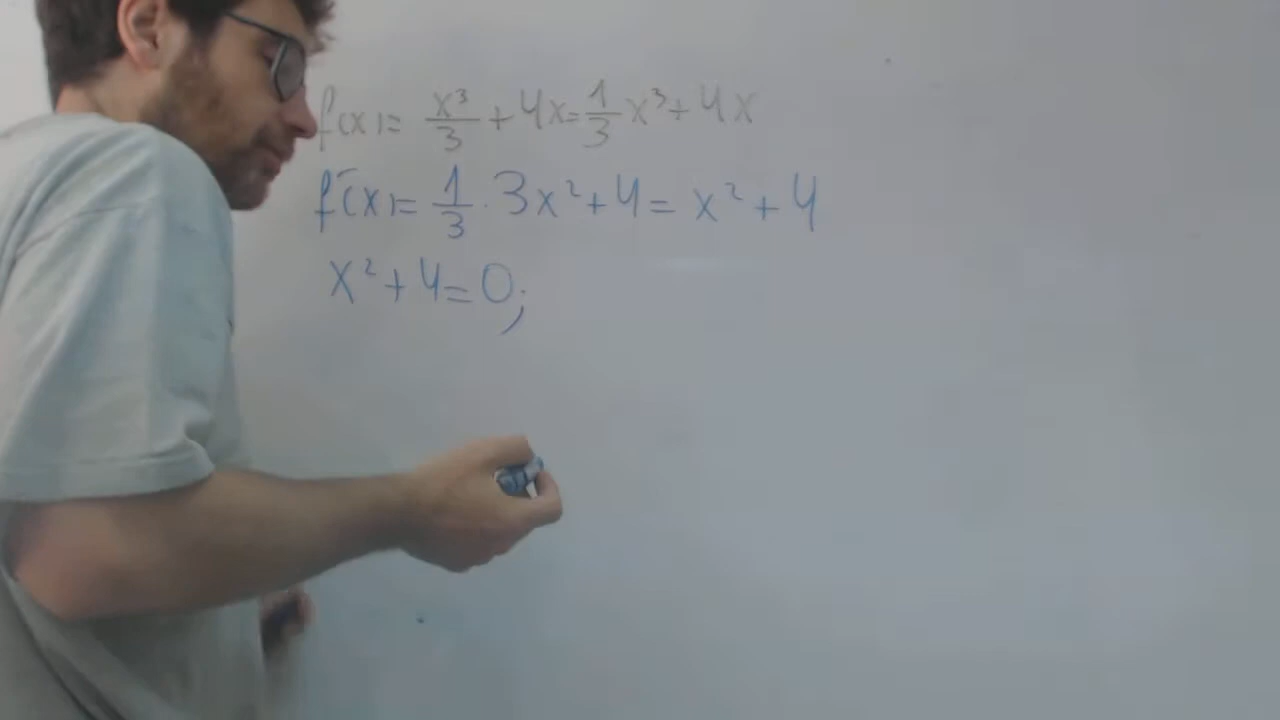 f(x)= x³/3 + 4x = 1/3 x³ + 4x
f'(x)= 1/3 · 3x² + 4 = x² + 4
x² + 4 = 0;